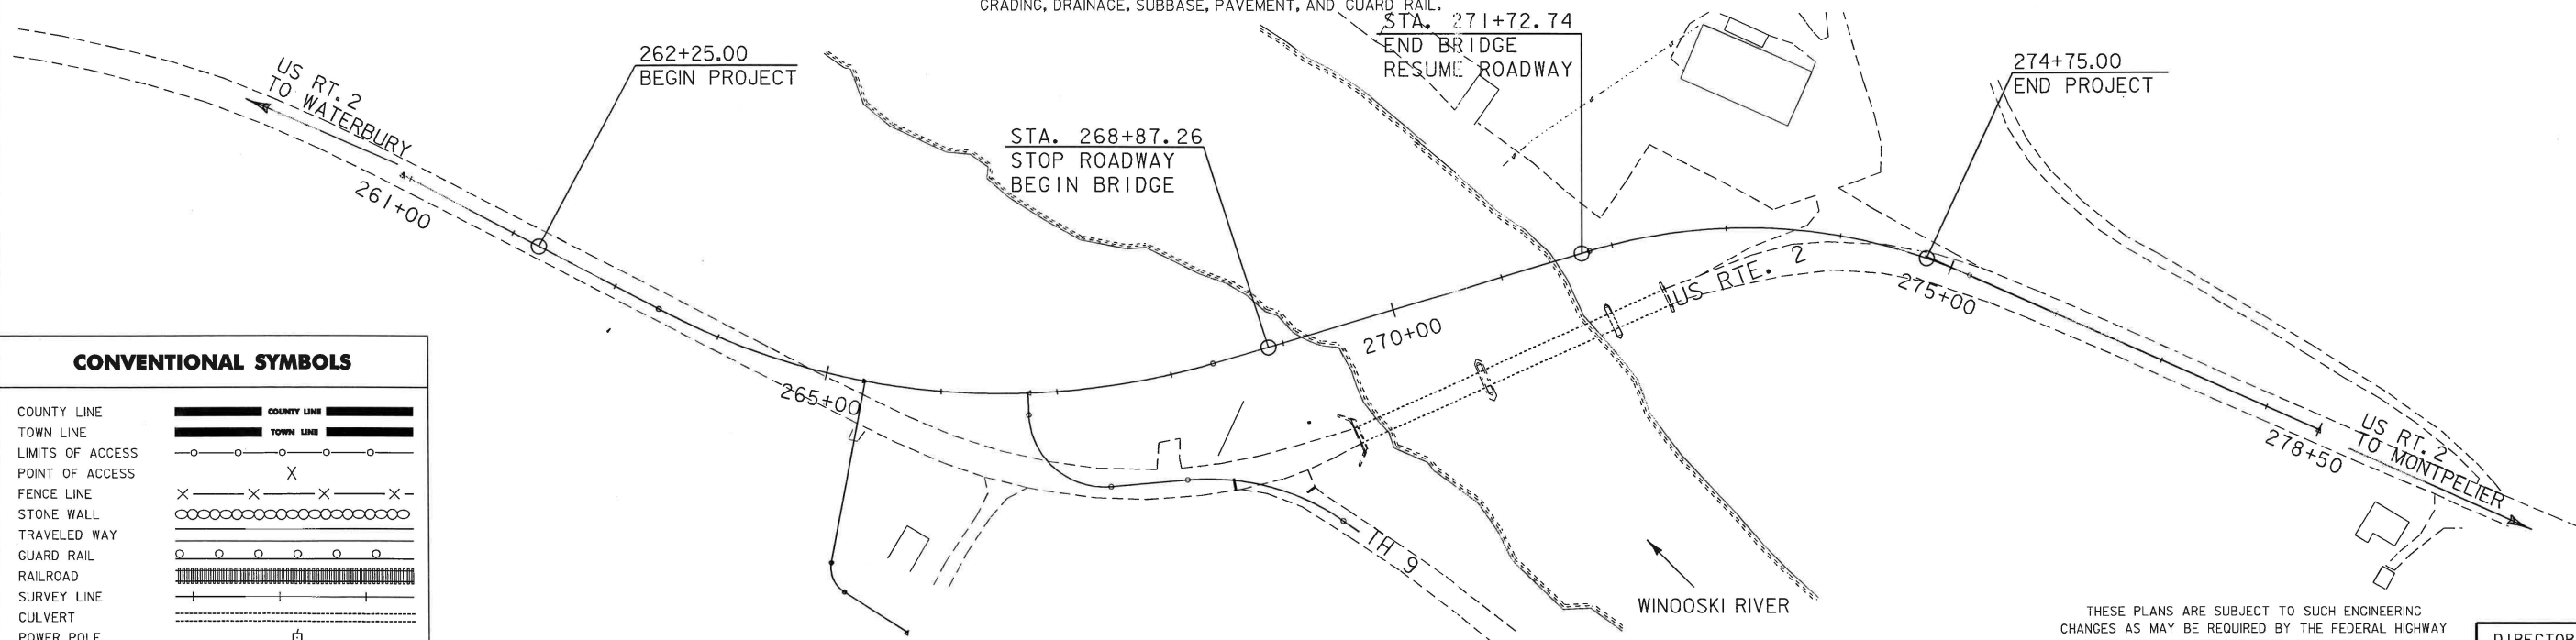 GRADING, DRAINAGE, SUBBASE, PAVEMENT, AND GUARD RAIL.
US RT. 2
TO WATERBURY
261+00
262+25.00
BEGIN PROJECT
STA. 268+87.26
STOP ROADWAY
BEGIN BRIDGE
STA. 271+72.74
END BRIDGE
RESUME ROADWAY
274+75.00
END PROJECT
265+00
270+00
US RTE. 2
275+00
278+50
US RT. 2
TO MONTPELIER
TH 9
WINOOSKI RIVER
CONVENTIONAL SYMBOLS
COUNTY LINE COUNTY LINE
TOWN LINE TOWN LINE
LIMITS OF ACCESS
POINT OF ACCESS
FENCE LINE
STONE WALL
TRAVELED WAY
GUARD RAIL
RAILROAD
SURVEY LINE
CULVERT
POWER POLE
THESE PLANS ARE SUBJECT TO SUCH ENGINEERING
CHANGES AS MAY BE REQUIRED BY THE FEDERAL HIGHWAY
DIRECTOR